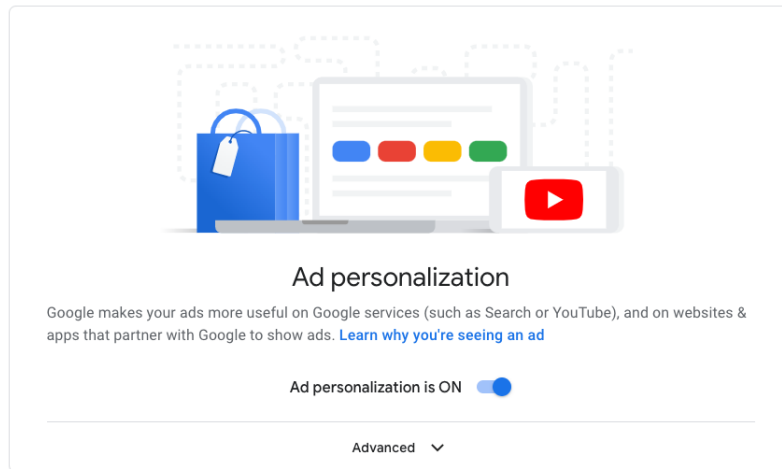 Ad personalization
Google makes your ads more useful on Google services (such as Search or YouTube), and on websites &
apps that partner with Google to show ads. Learn why you're seeing an ad
Ad personalization is ON
Advanced